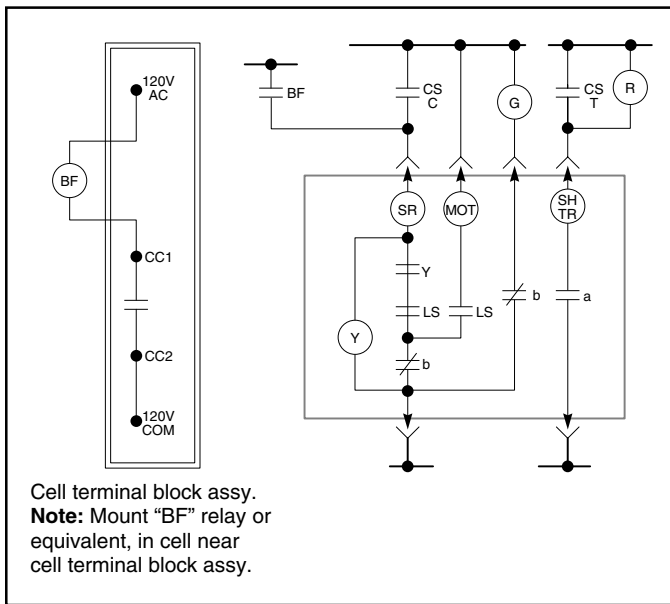 120V
AC
BF
CC1
CC2
120V
COM
BF
CS
C
G
CS
T
R
SR
MOT
SH
TR
Y
LS
LS
Y
b
b
a
Cell terminal block assy.
Note: Mount “BF” relay or
equivalent, in cell near
cell terminal block assy.